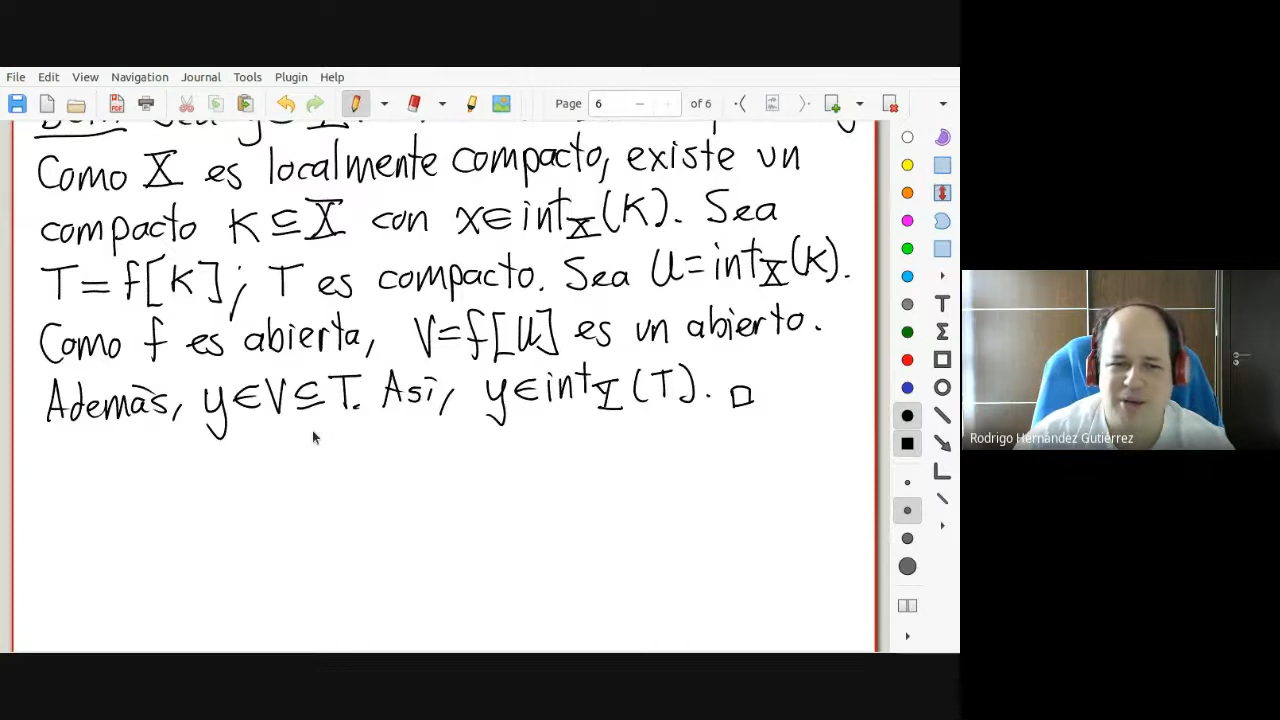 File Edit View Navigation Journal Tools Plugin Help
Page 6 of 6
Como X es localmente compacto, existe un
compacto K ⊆ X con x ∈ int_X(K). Sea
T = f[K]; T es compacto. Sea U = int_X(K).
Como f es abierta, V = f[U] es un abierto.
Además, y ∈ V ⊆ T. Así, y ∈ int_Y(T). □
Rodrigo Hernández Gutiérrez